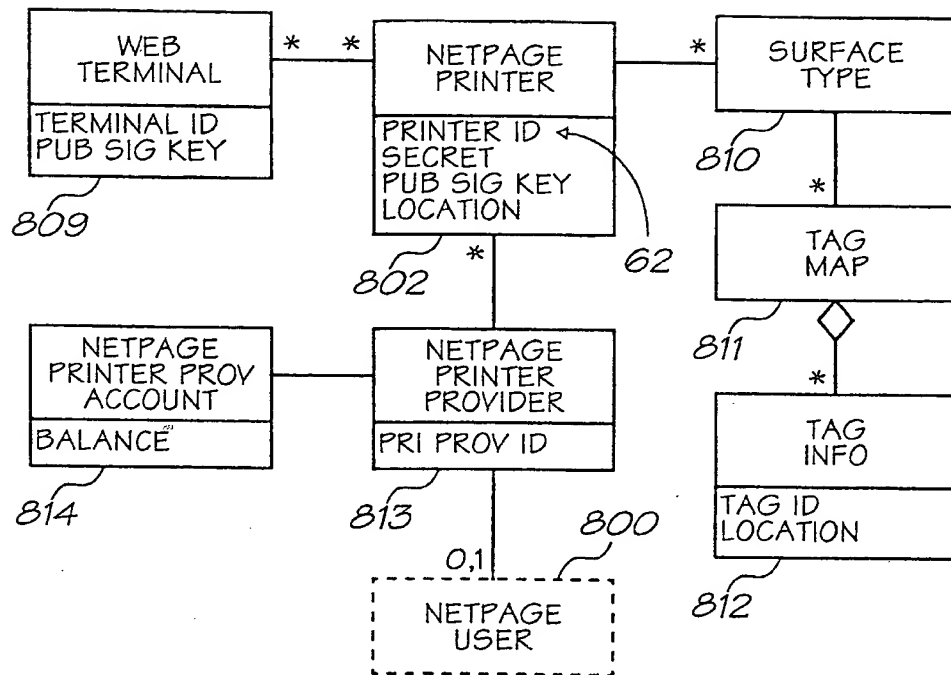 WEB
TERMINAL
TERMINAL ID
PUB SIG KEY
809
* *
NETPAGE
PRINTER
PRINTER ID
SECRET
PUB SIG KEY
LOCATION
802
62
*
*
SURFACE
TYPE
810
*
TAG
MAP
811
*
TAG
INFO
TAG ID
LOCATION
812
NETPAGE
PRINTER PROV
ACCOUNT
BALANCE
814
NETPAGE
PRINTER
PROVIDER
PRI PROV ID
813
0,1
800
NETPAGE
USER